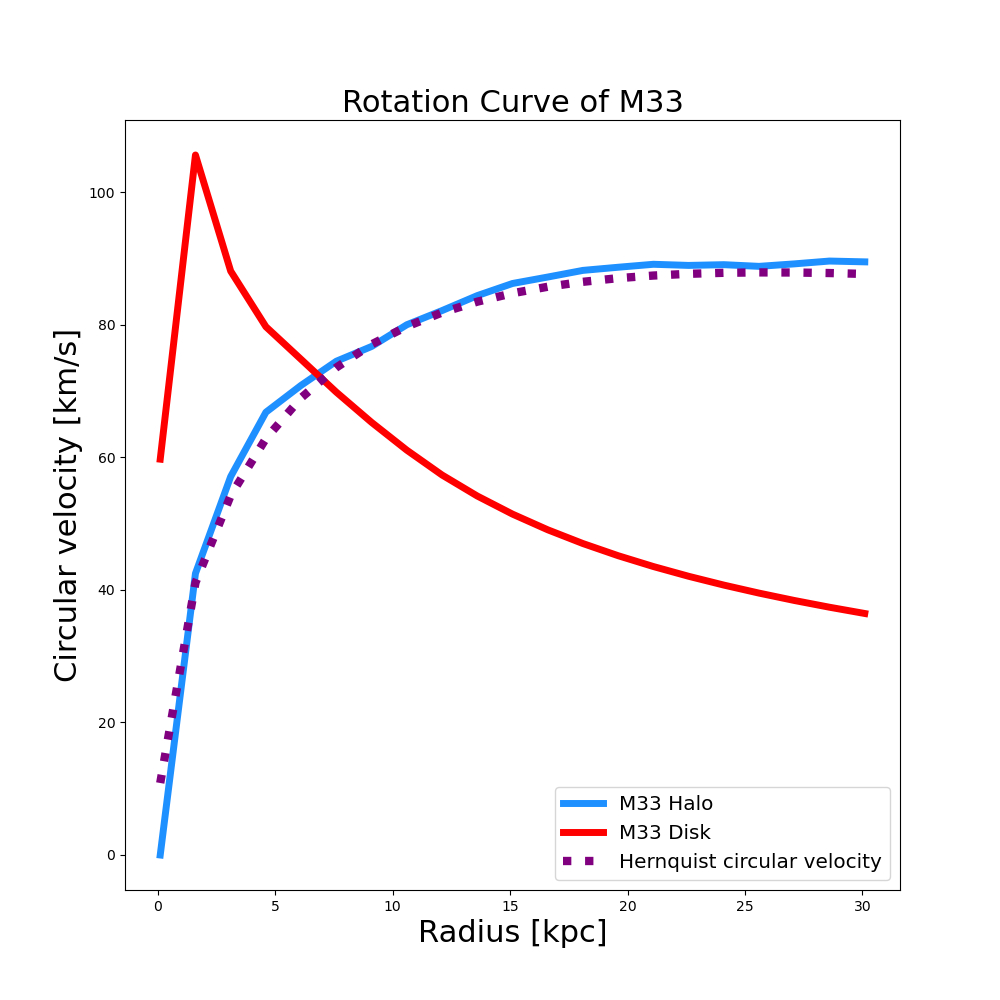 Rotation Curve of M33
Circular velocity [km/s]
100
80
60
40
20
0
0 5 10 15 20 25 30
Radius [kpc]
M33 Halo
M33 Disk
Hernquist circular velocity